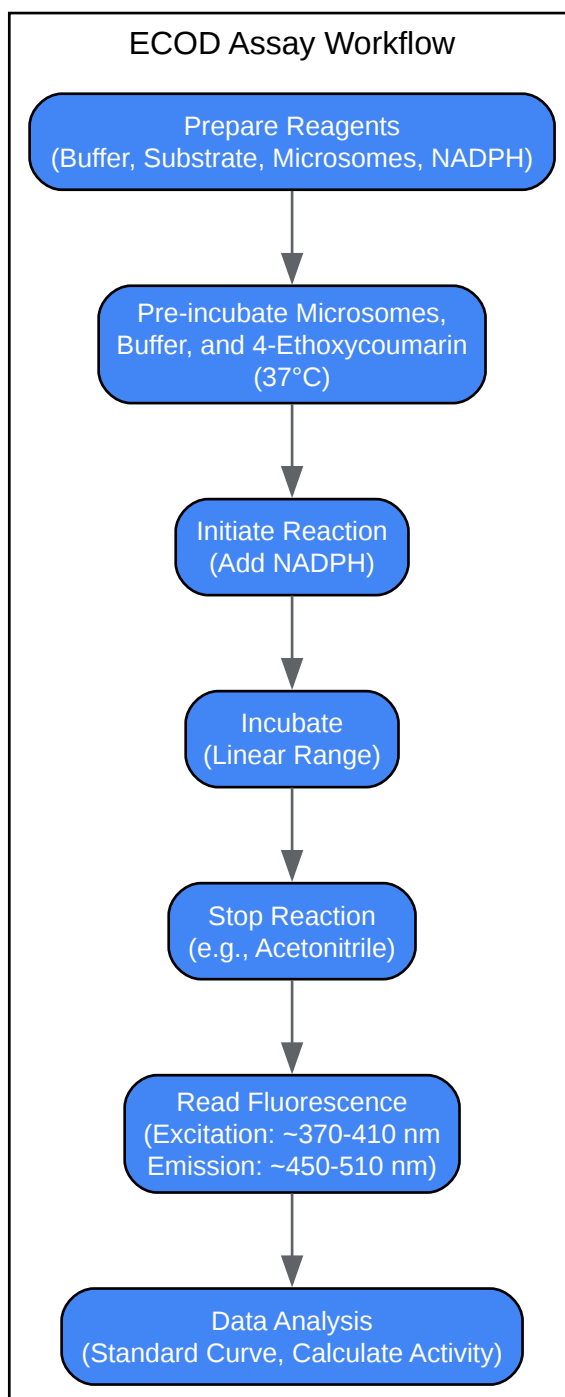 ECOD Assay Workflow
Prepare Reagents
(Buffer, Substrate, Microsomes, NADPH)
Pre-incubate Microsomes,
Buffer, and 4-Ethoxycoumarin
(37°C)
Initiate Reaction
(Add NADPH)
Incubate
(Linear Range)
Stop Reaction
(e.g., Acetonitrile)
Read Fluorescence
(Excitation: ~370-410 nm
Emission: ~450-510 nm)
Data Analysis
(Standard Curve, Calculate Activity)